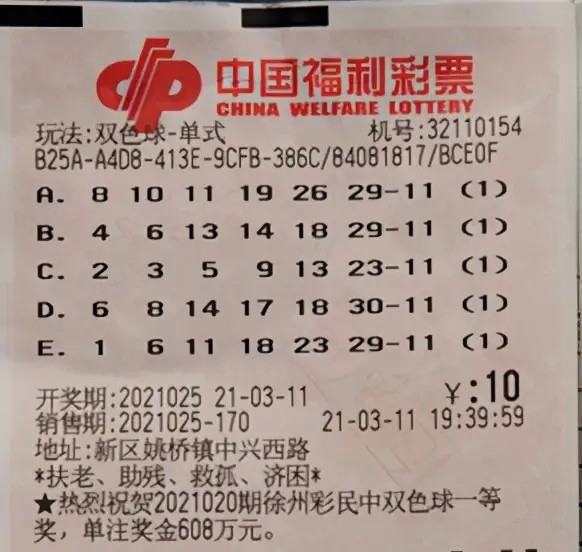 中国福利彩票
CHINA WELFARE LOTTERY
玩法:双色球-单式 机号:32110154
B25A-A4D8-413E-9CFB-386C/84081817/BCE0F
A. 8 10 11 19 26 29-11 (1)
B. 4 6 13 14 18 29-11 (1)
C. 2 3 5 9 13 23-11 (1)
D. 6 8 14 17 18 30-11 (1)
E. 1 6 11 18 23 29-11 (1)
开奖期:2021025 21-03-11 ¥:10
销售期:2021025-170 21-03-11 19:39:59
地址:新区姚桥镇中兴西路
*扶老、助残、救孤、济困*
★热烈祝贺2021020期徐州彩民中双色球一等
奖，单注奖金608万元。